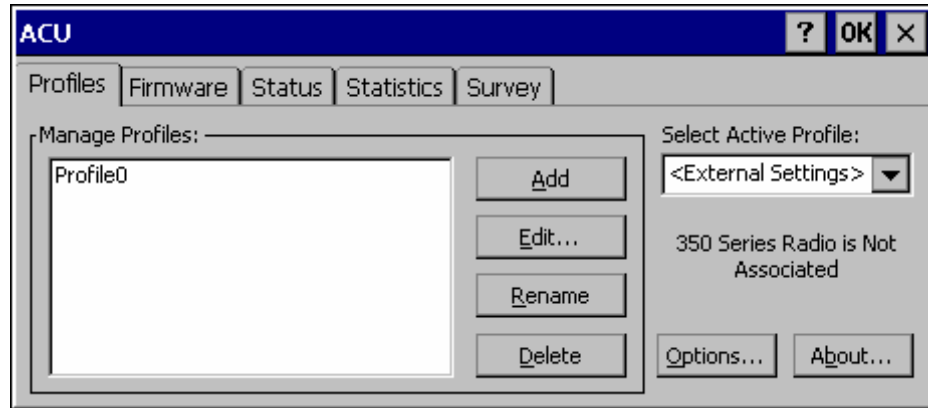 ACU
? OK ×
Profiles Firmware Status Statistics Survey
Manage Profiles:
Profile0
Add
Edit...
Rename
Delete
Select Active Profile:
<External Settings>
350 Series Radio is Not
Associated
Options... About...